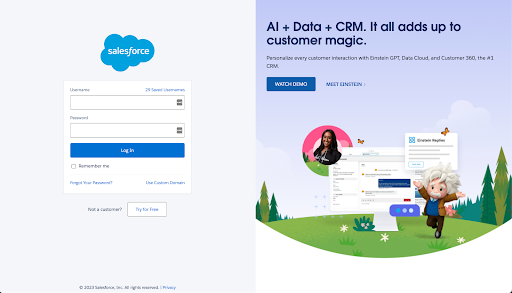 salesforce
Username
29 Saved Usernames
Password
Log In
Remember me
Forgot Your Password?
Use Custom Domain
Not a customer?
Try for Free
© 2023 Salesforce, Inc. All rights reserved. | Privacy
AI + Data + CRM. It all adds up to
customer magic.
Personalize every customer interaction with Einstein GPT, Data Cloud, and Customer 360, the #1
CRM.
WATCH DEMO
MEET EINSTEIN
Einstein Replies